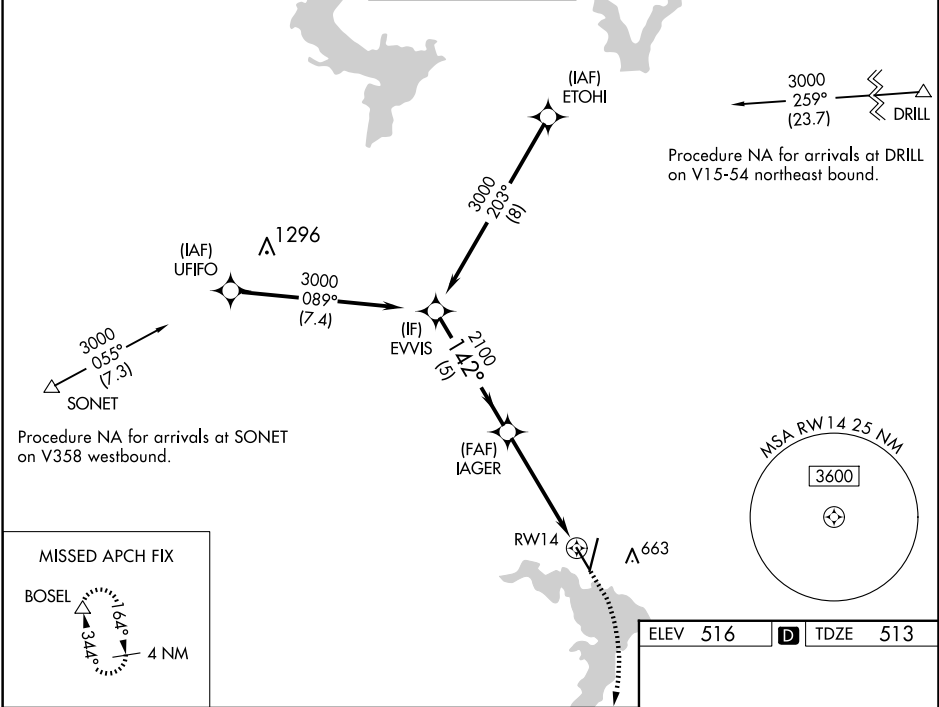 (IAF)
ETOHI
3000
259°
(23.7)
DRILL
Procedure NA for arrivals at DRILL
on V15-54 northeast bound.
3000
203°
(8)
(IAF)
UFIFO
1296
3000
089°
(7.4)
(IF)
EVVIS
2100
142°
(5)
3000
055°
(7.3)
SONET
Procedure NA for arrivals at SONET
on V358 westbound.
(FAF)
IAGER
MSA RW14 25 NM
3600
RW14
663
MISSED APCH FIX
BOSEL
164°
344°
4 NM
ELEV 516 D TDZE 513